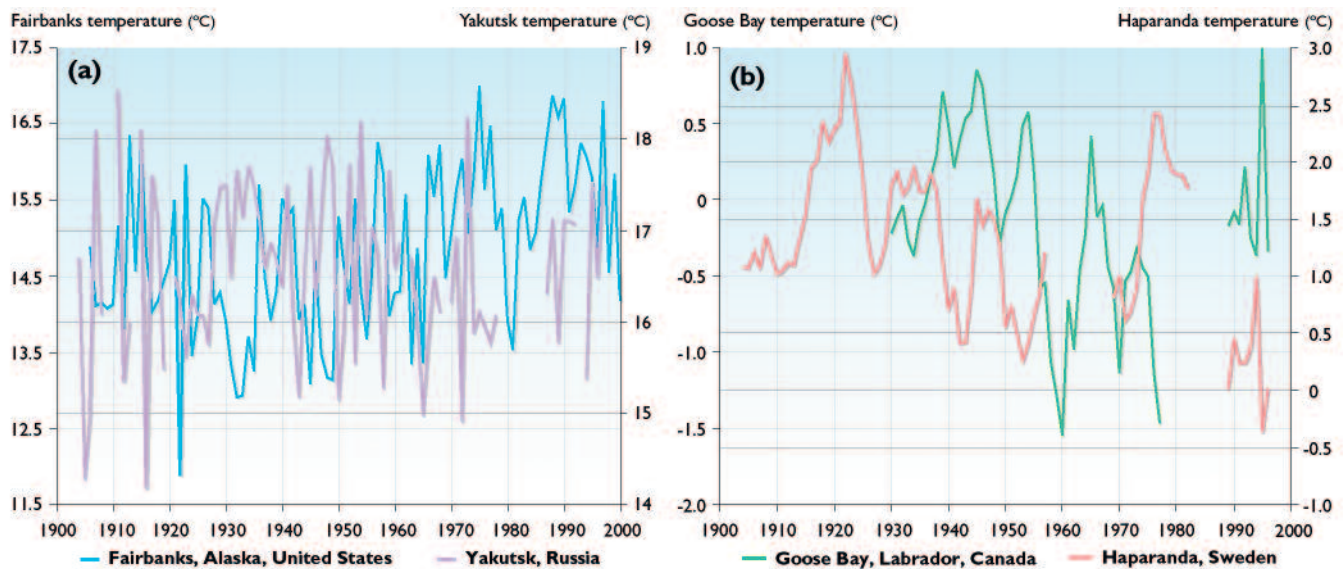 Fairbanks temperature (ºC) Yakutsk temperature (ºC)
17.5 19
(a)
16.5 18
15.5
17
14.5
16
13.5
15
12.5
11.5 14
1900 1910 1920 1930 1940 1950 1960 1970 1980 1990 2000
Fairbanks, Alaska, United States Yakutsk, Russia
Goose Bay temperature (ºC) Haparanda temperature (ºC)
1.0 3.0
(b)
2.5
0.5
2.0
0 1.5
-0.5 1.0
0.5
-1.0
0
-1.5
-0.5
-2.0 -1.0
1900 1910 1920 1930 1940 1950 1960 1970 1980 1990 2000
Goose Bay, Labrador, Canada Haparanda, Sweden